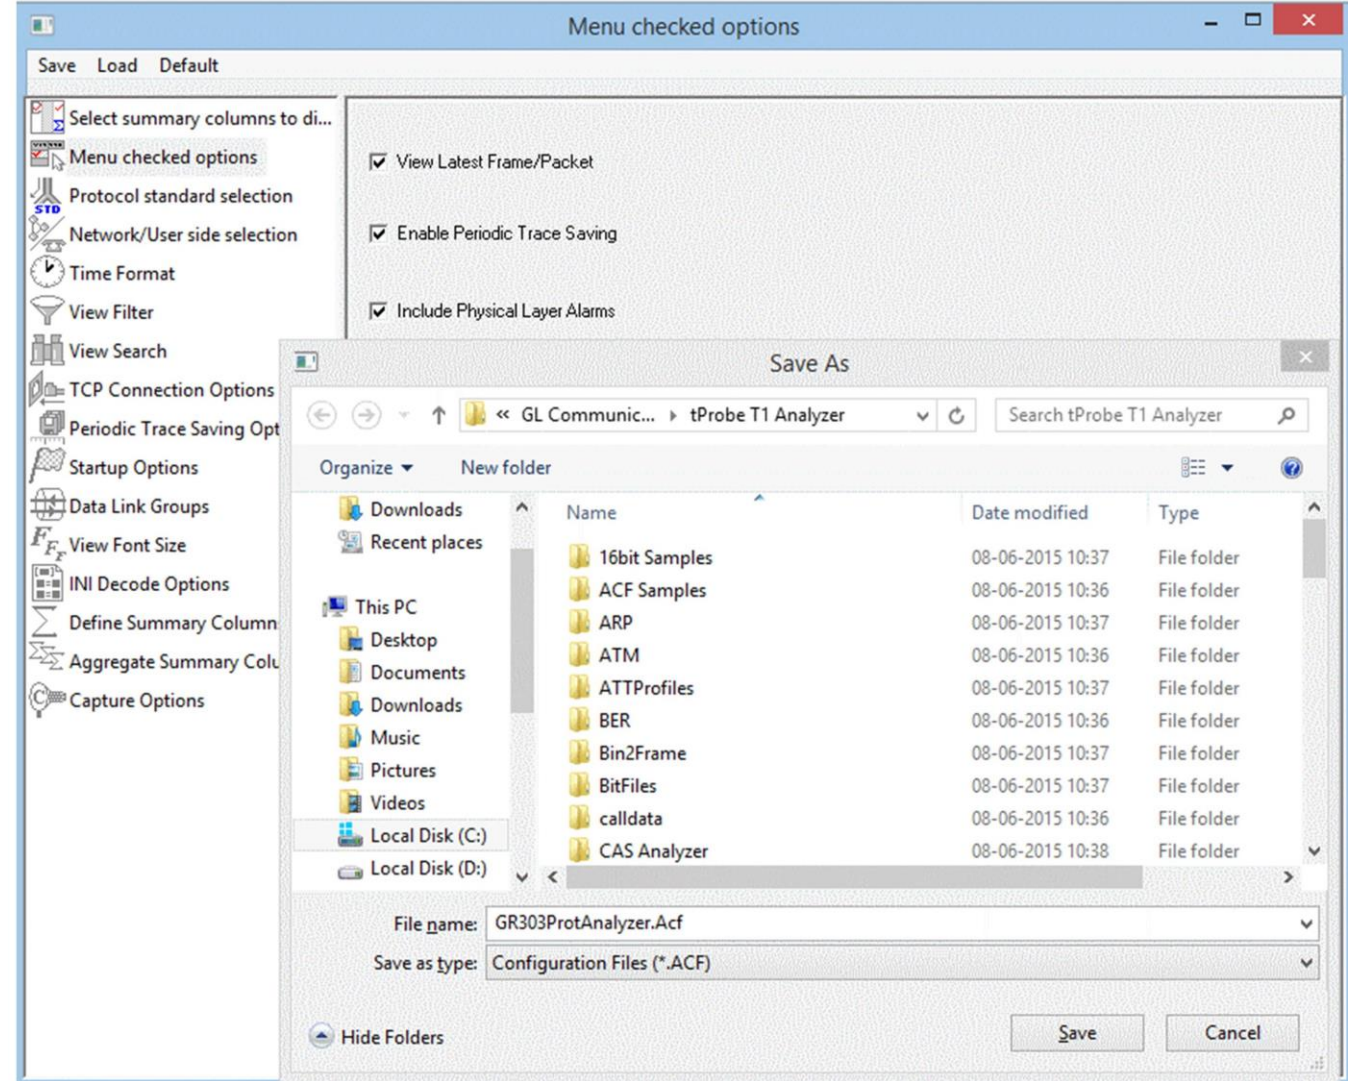 Menu checked options
Save Load Default
Select summary columns to di...
Menu checked options
Protocol standard selection
STD
Network/User side selection
Time Format
View Filter
View Search
TCP Connection Options
Periodic Trace Saving Opt
Startup Options
Data Link Groups
View Font Size
INI Decode Options
Define Summary Column
Aggregate Summary Colu
Capture Options
View Latest Frame/Packet
Enable Periodic Trace Saving
Include Physical Layer Alarms
Save As
« GL Communic... tProbe T1 Analyzer
Search tProbe T1 Analyzer
Organize New folder
Downloads
Recent places
This PC
Desktop
Documents
Downloads
Music
Pictures
Videos
Local Disk (C:)
Local Disk (D:)
Name Date modified Type
16bit Samples 08-06-2015 10:37 File folder
ACF Samples 08-06-2015 10:36 File folder
ARP 08-06-2015 10:37 File folder
ATM 08-06-2015 10:36 File folder
ATTProfiles 08-06-2015 10:37 File folder
BER 08-06-2015 10:36 File folder
Bin2Frame 08-06-2015 10:37 File folder
BitFiles 08-06-2015 10:37 File folder
calldata 08-06-2015 10:36 File folder
CAS Analyzer 08-06-2015 10:38 File folder
File name: GR303ProtAnalyzer.Acf
Save as type: Configuration Files (*.ACF)
Hide Folders
Save Cancel